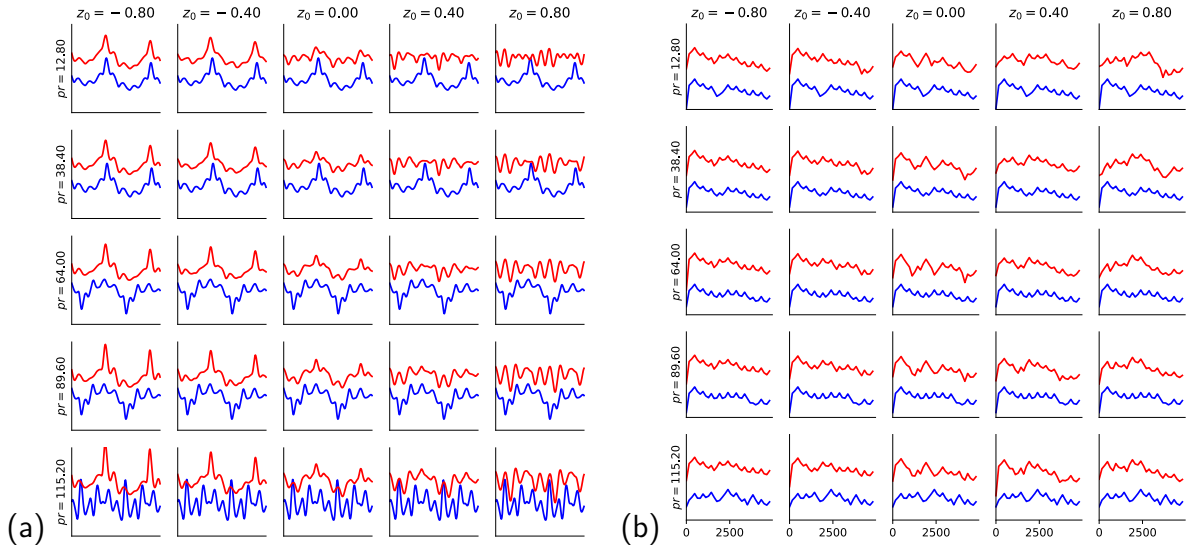 z₀ = −0.80 z₀ = −0.40 z₀ = 0.00 z₀ = 0.40 z₀ = 0.80
pr = 12.80
pr = 38.40
pr = 64.00
pr = 89.60
pr = 115.20
(a)
z₀ = −0.80 z₀ = −0.40 z₀ = 0.00 z₀ = 0.40 z₀ = 0.80
pr = 12.80
pr = 38.40
pr = 64.00
pr = 89.60
pr = 115.20
0 2500 0 2500 0 2500 0 2500 0 2500
(b)